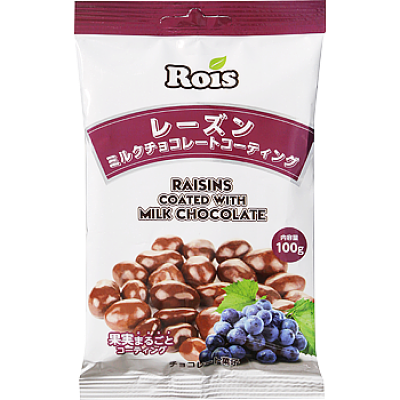 Rois
レーズン
ミルクチョコレートコーティング
RAISINS
COATED WITH
MILK CHOCOLATE
内容量
100g
果実まるごと
コーティング
チョコレート菓子